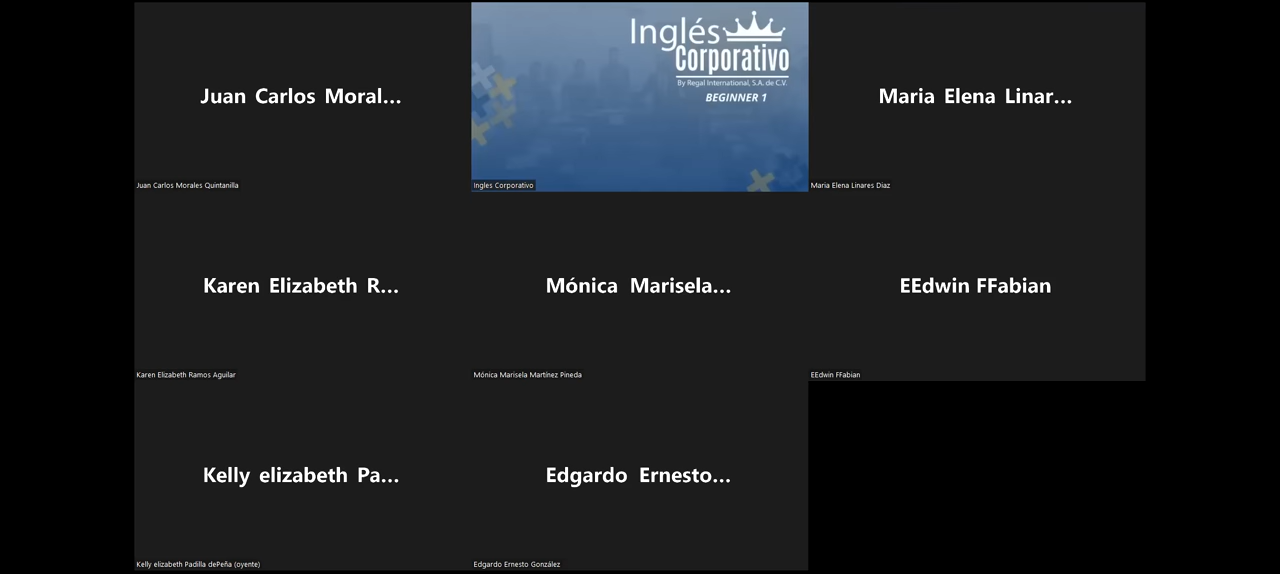 Juan Carlos Moral...
Juan Carlos Morales Quintanilla
Inglés
Corporativo
By Regal International, S.A. de C.V.
BEGINNER 1
Ingles Corporativo
Maria Elena Linar...
Maria Elena Linares Diaz
Karen Elizabeth R...
Karen Elizabeth Ramos Aguilar
Mónica Marisela...
Mónica Marisela Martínez Pineda
EEdwin FFabian
EEdwin FFabian
Kelly elizabeth Pa...
Kelly elizabeth Padilla dePeña (oyente)
Edgardo Ernesto...
Edgardo Ernesto González